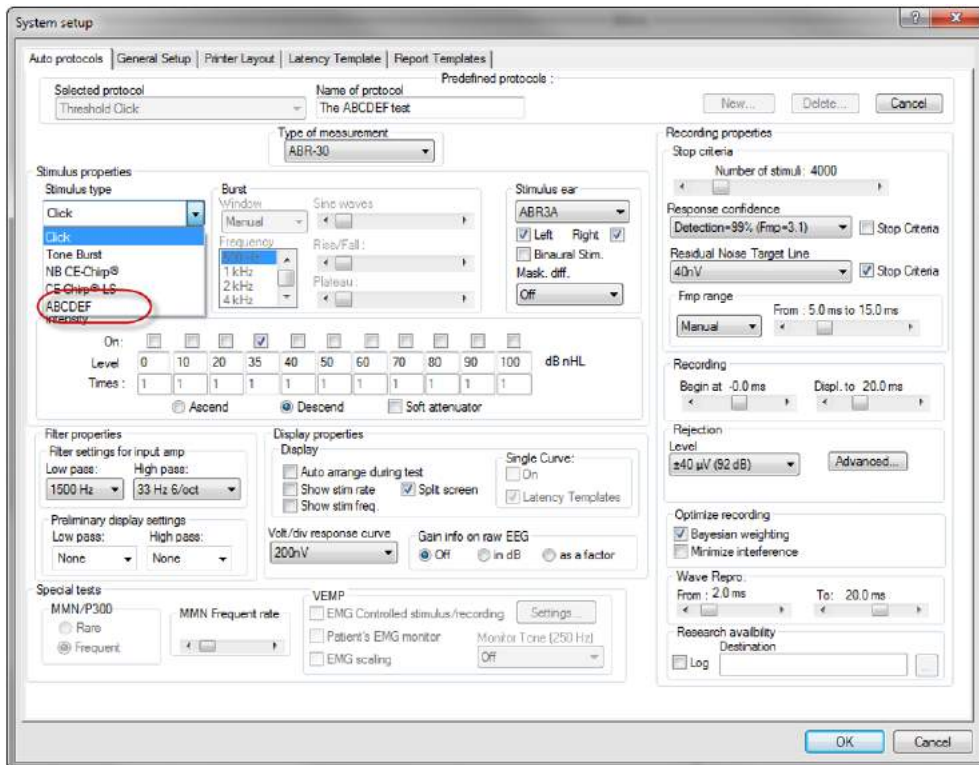 System setup
Auto protocols General Setup Printer Layout Latency Template Report Templates
Predefined protocols :
Selected protocol
Name of protocol
Threshold Click
The ABCDEF test
New... Delete... Cancel
Type of measurement
ABR-30
Stimulus properties
Stimulus type
Click
Click
Tone Burst
NB CE-Chirp®
CE-Chirp® LS
ABCDEF
Burst
Window
Sine waves
Manual
Frequency
Rise/Fall :
500 Hz
1 kHz
2 kHz
4 kHz
Plateau :
Stimulus ear
ABR3A
Left Right
Binaural Stim.
Mask. diff.
Off
Intensity
On:
Level 0 10 20 35 40 50 60 70 80 90 100 dB nHL
Times : 1 1 1 1 1 1 1 1 1 1 1
Ascend Descend Soft attenuator
Filter properties
Filter settings for input amp
Low pass: High pass:
1500 Hz 33 Hz 6/oct
Preliminary display settings
Low pass: High pass:
None None
Display properties
Display
Auto arrange during test
Show stim rate Split screen
Show stim freq.
Single Curve:
On
Latency Templates
Volt/div response curve
200nV
Gain info on raw EEG
Off in dB as a factor
Special tests
MMN/P300
Rare
Frequent
MMN Frequent rate
VEMP
EMG Controlled stimulus/recording Settings...
Patient's EMG monitor
Monitor Tone (250 Hz)
EMG scaling
Off
Recording properties
Stop criteria
Number of stimuli: 4000
Response confidence
Detection=99% (Fmp=3.1) Stop Criteria
Residual Noise Target Line
40nV Stop Criteria
Fmp range
From : 5.0 ms to 15.0 ms
Manual
Recording
Begin at -0.0 ms Displ. to 20.0 ms
Rejection
Level
±40 µV (92 dB) Advanced...
Optimize recording
Bayesian weighting
Minimize interference
Wave Repro.
From : 2.0 ms To: 20.0 ms
Research availbility
Destination
Log ...
OK Cancel